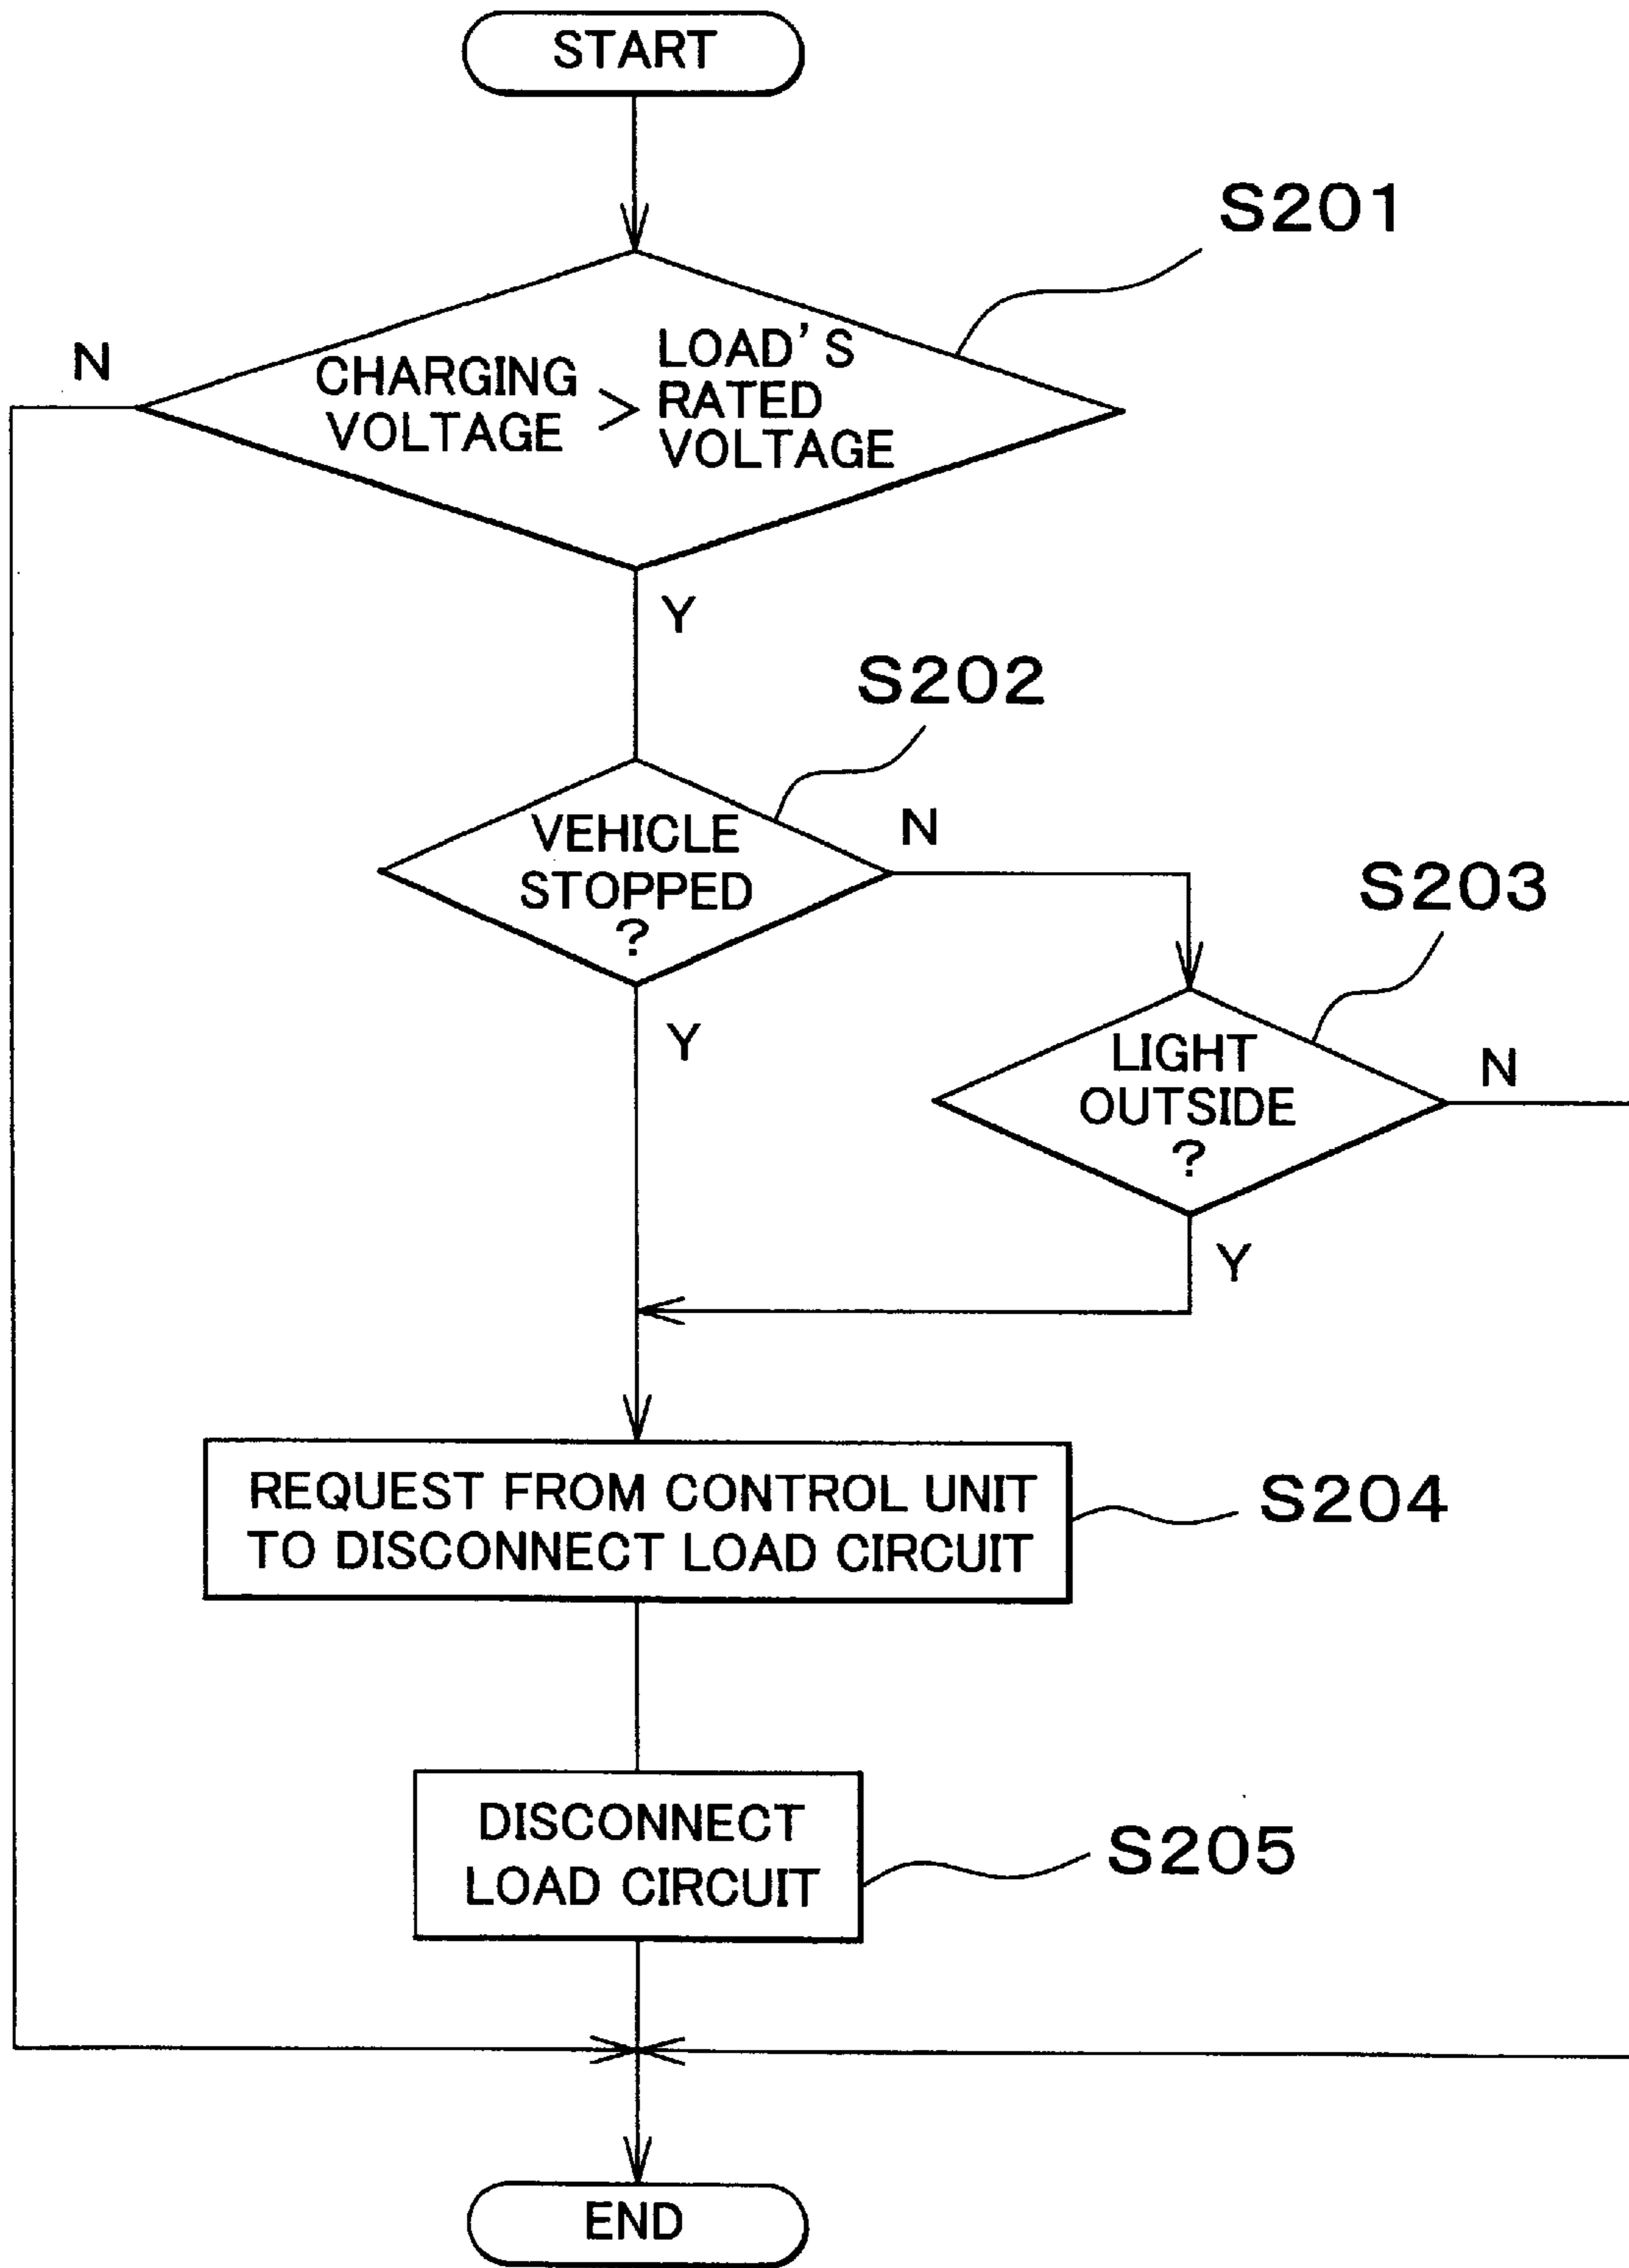 START
S201
N
CHARGING
VOLTAGE
>
LOAD'S
RATED
VOLTAGE
Y
S202
VEHICLE
STOPPED
?
N
Y
S203
LIGHT
OUTSIDE
?
N
Y
REQUEST FROM CONTROL UNIT
TO DISCONNECT LOAD CIRCUIT
S204
DISCONNECT
LOAD CIRCUIT
S205
END